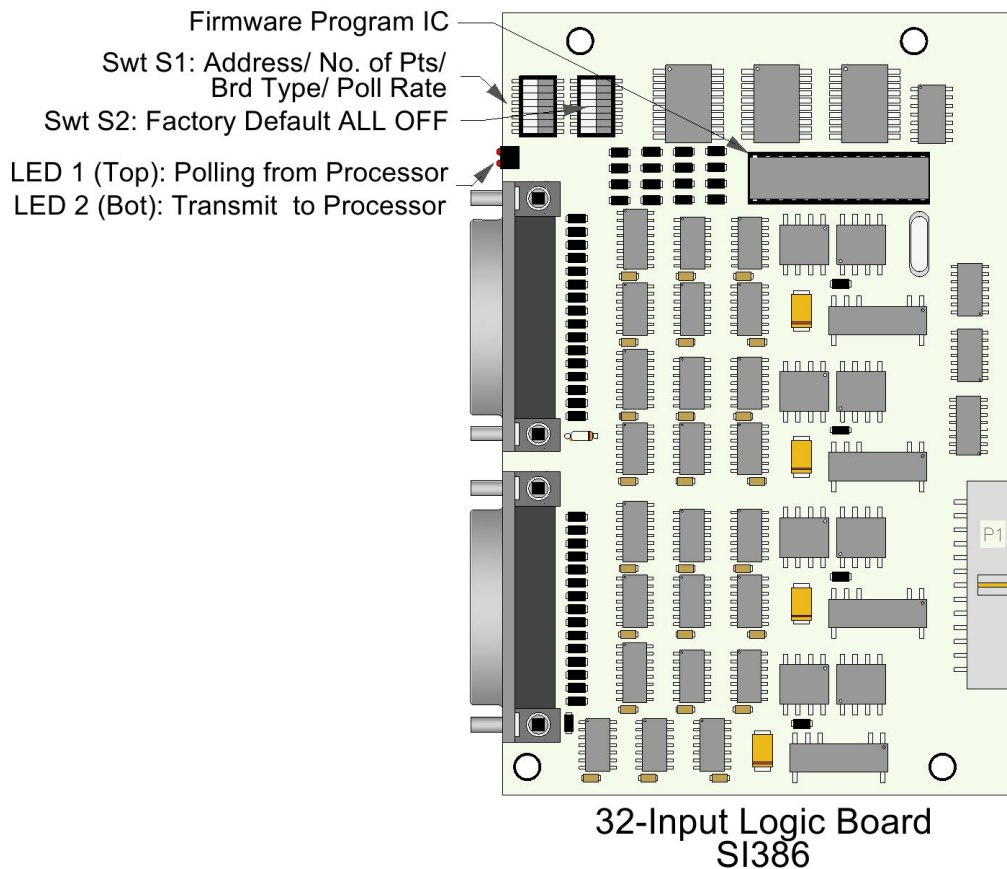 Firmware Program IC
Swt S1: Address/ No. of Pts/
Brd Type/ Poll Rate
Swt S2: Factory Default ALL OFF
LED 1 (Top): Polling from Processor
LED 2 (Bot): Transmit to Processor
P1
32-Input Logic Board
SI386